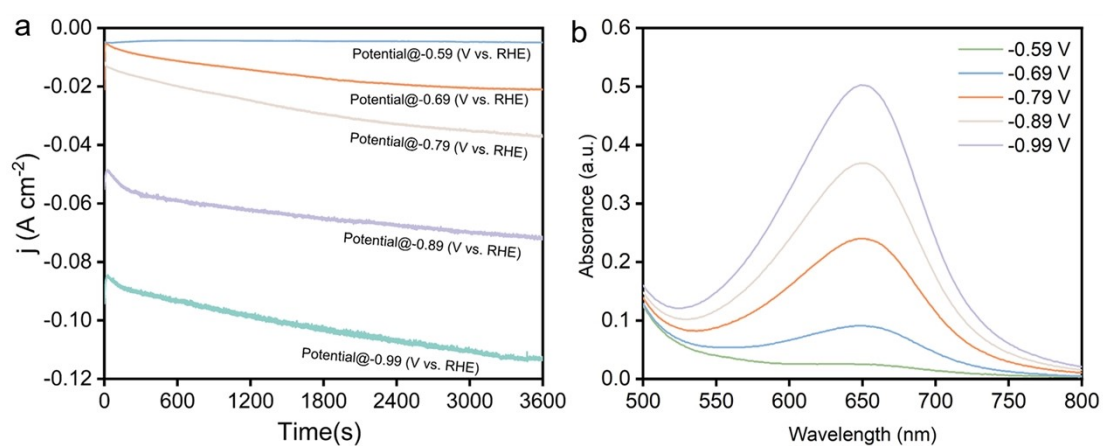 a
0.00
-0.02
-0.04
-0.06
-0.08
-0.10
-0.12
j (A cm-2)
Potential@-0.59 (V vs. RHE)
Potential@-0.69 (V vs. RHE)
Potential@-0.79 (V vs. RHE)
Potential@-0.89 (V vs. RHE)
Potential@-0.99 (V vs. RHE)
0 600 1200 1800 2400 3000 3600
Time(s)
b
0.6
0.5
0.4
0.3
0.2
0.1
0.0
Absorance (a.u.)
-0.59 V
-0.69 V
-0.79 V
-0.89 V
-0.99 V
500 550 600 650 700 750 800
Wavelength (nm)